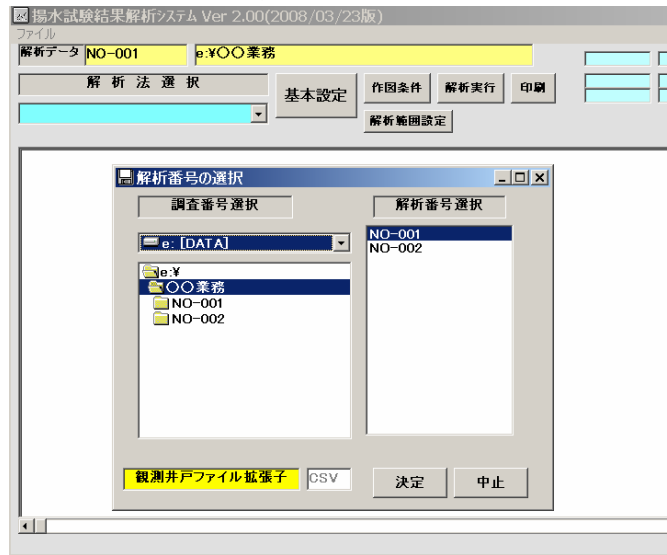 揚水試験結果解析システム Ver 2.00(2008/03/23版)
ファイル
解析データ NO-001 e:¥〇〇業務
解 析 法 選 択
基本設定
作図条件 解析実行 印刷
解析範囲設定
解析番号の選択
調査番号選択 解析番号選択
e: [DATA]
NO-001
NO-002
e:¥
〇〇業務
NO-001
NO-002
観測井戸ファイル拡張子 CSV
決定 中止